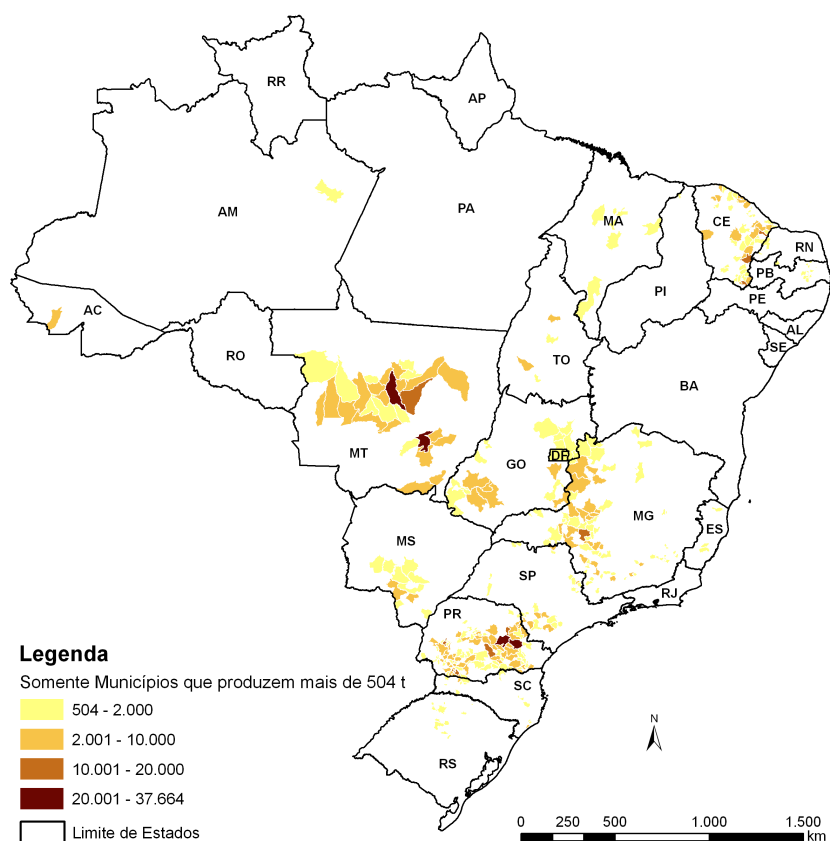 RR
AP
AM
PA
MA
CE
RN
PB
PE
PI
AL
SE
AC
RO
TO
BA
MT
GO
DF
MG
ES
MS
SP
RJ
PR
SC
RS
Legenda
Somente Municípios que produzem mais de 504 t
504 - 2.000
2.001 - 10.000
10.001 - 20.000
20.001 - 37.664
Limite de Estados
N
0 250 500 1.000 1.500
km